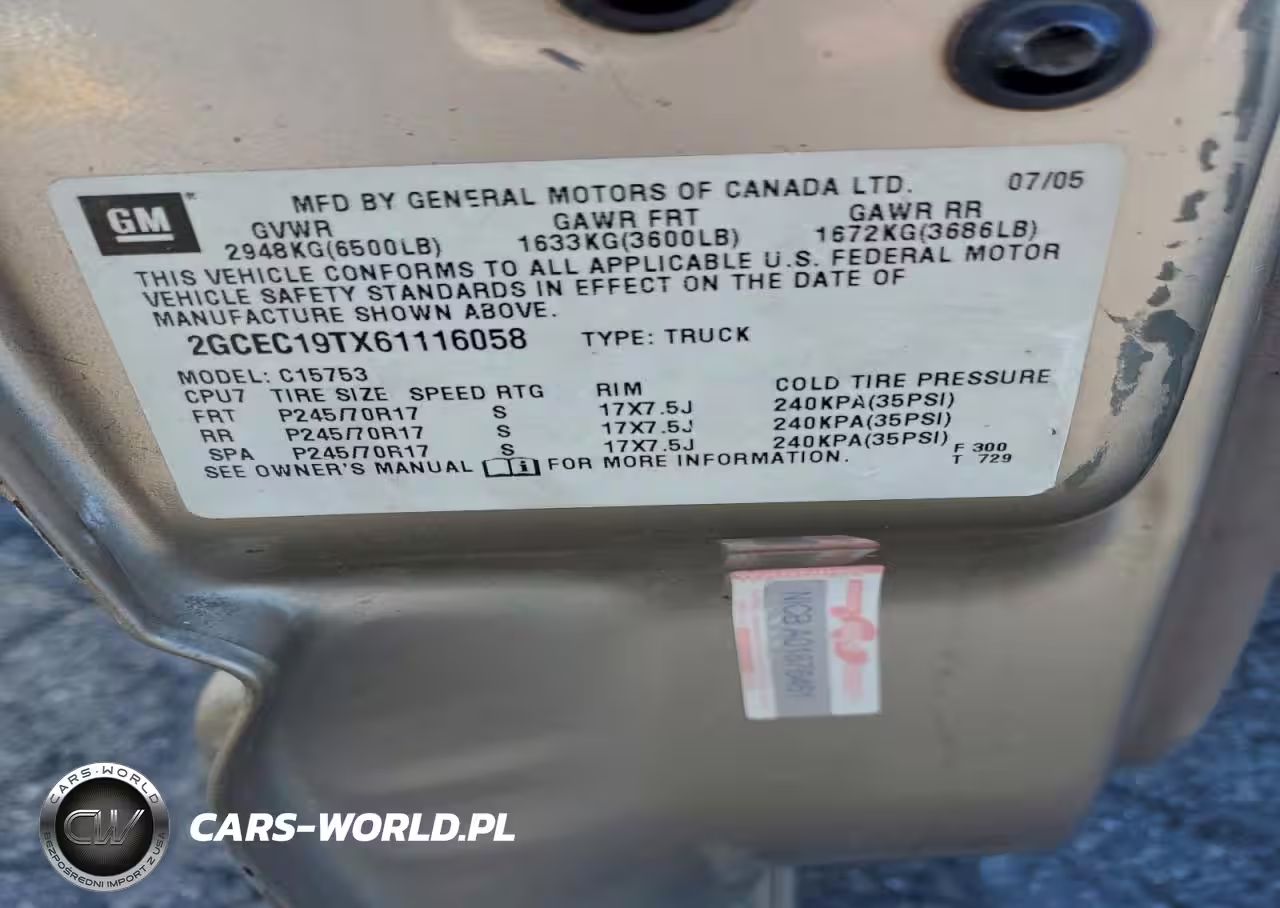 GM
MFD BY GENERAL MOTORS OF CANADA LTD. 07/05
GVWR GAWR FRT GAWR RR
2948KG(6500LB) 1633KG(3600LB) 1672KG(3686LB)
THIS VEHICLE CONFORMS TO ALL APPLICABLE U.S. FEDERAL MOTOR
VEHICLE SAFETY STANDARDS IN EFFECT ON THE DATE OF
MANUFACTURE SHOWN ABOVE.
2GCEC19TX61116058 TYPE: TRUCK
MODEL: C15753
CPU7 TIRE SIZE SPEED RTG RIM COLD TIRE PRESSURE
FRT P245/70R17 S 17X7.5J 240KPA(35PSI)
RR P245/70R17 S 17X7.5J 240KPA(35PSI)
SPA P245/70R17 S 17X7.5J 240KPA(35PSI)
SEE OWNER'S MANUAL i FOR MORE INFORMATION.
F 300
T 729
CARS-WORLD
CW
BEZPOŚREDNI IMPORT Z USA
CARS-WORLD.PL